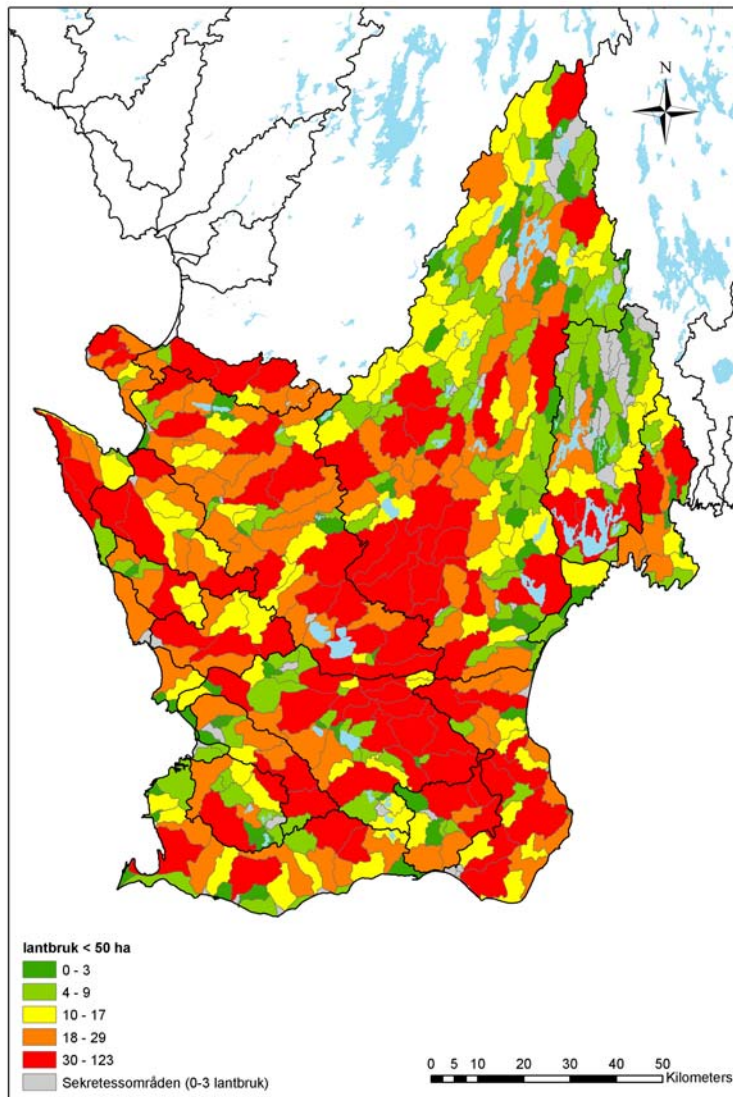 N
lantbruk < 50 ha
0 - 3
4 - 9
10 - 17
18 - 29
30 - 123
Sekretessområden (0-3 lantbruk)
0 5 10 20 30 40 50
Kilometers